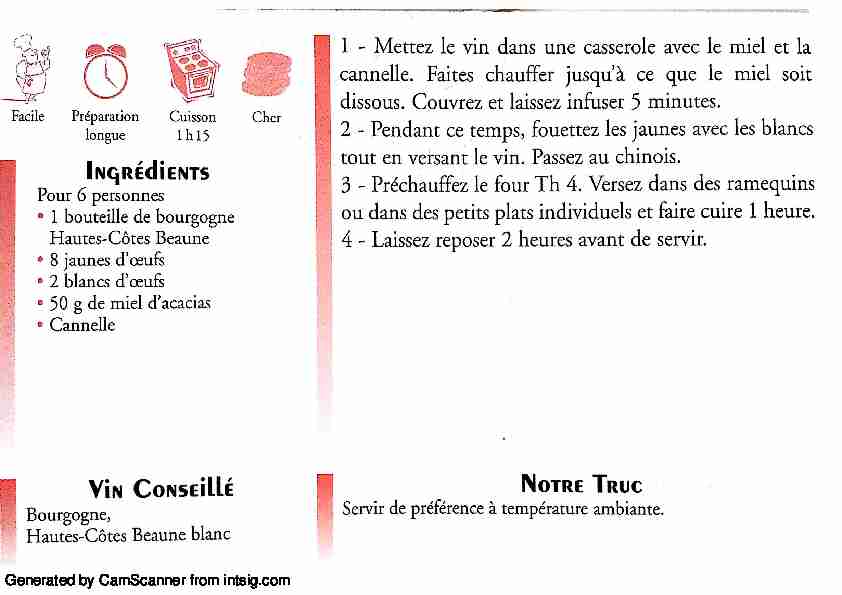 Facile
Préparation
longue
Cuisson
1 h 15
Cher
Ingrédients
Pour 6 personnes
• 1 bouteille de bourgogne
Hautes-Côtes Beaune
• 8 jaunes d'œufs
• 2 blancs d'œufs
• 50 g de miel d'acacias
• Cannelle
1 - Mettez le vin dans une casserole avec le miel et la
cannelle. Faites chauffer jusqu'à ce que le miel soit
dissous. Couvrez et laissez infuser 5 minutes.
2 - Pendant ce temps, fouettez les jaunes avec les blancs
tout en versant le vin. Passez au chinois.
3 - Préchauffez le four Th 4. Versez dans des ramequins
ou dans des petits plats individuels et faire cuire 1 heure.
4 - Laissez reposer 2 heures avant de servir.
Vin Conseillé
Bourgogne,
Hautes-Côtes Beaune blanc
Notre Truc
Servir de préférence à température ambiante.
Generated by CamScanner from intsig.com